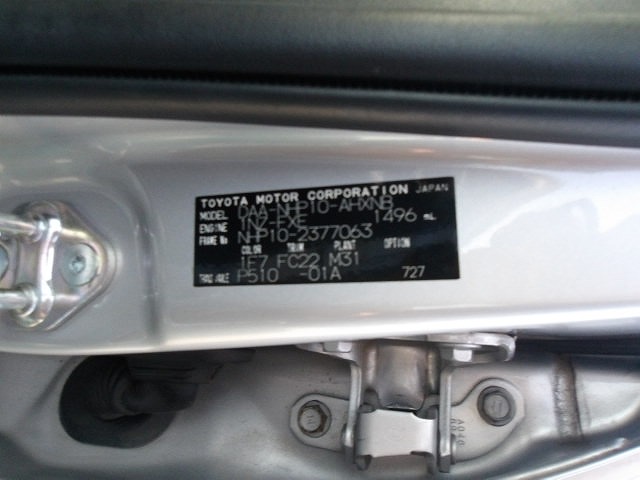 TOYOTA MOTOR CORPORATION JAPAN
MODEL DAA-NHP10-AHXNB
ENGINE 1NZ-FXE 1496 mL
FRAME No NHP10-2377063
COLOR TRIM PLANT OPTION
1F7 FC22 M31
TRANS/AXLE P510 -01A 727